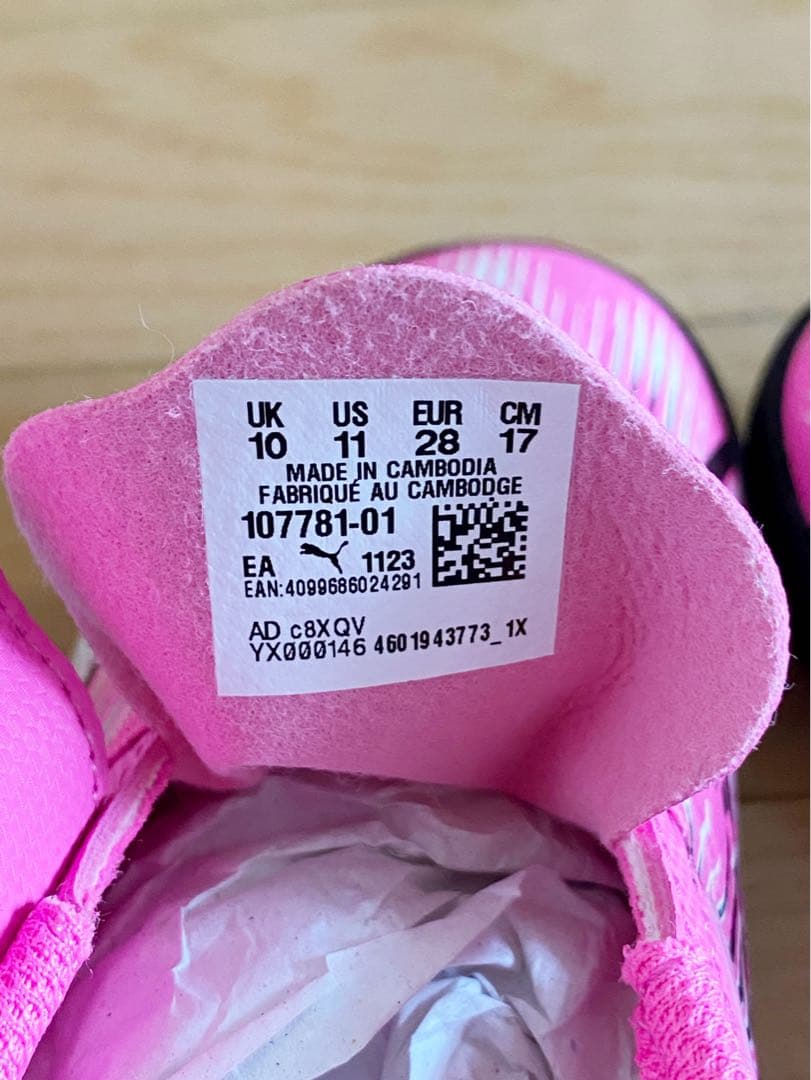 UK US EUR CM
10 11 28 17
MADE IN CAMBODIA
FABRIQUÉ AU CAMBODGE
107781-01
EA 1123
EAN:4099686024291
AD c8XQV
YX000146 4601943773_1X